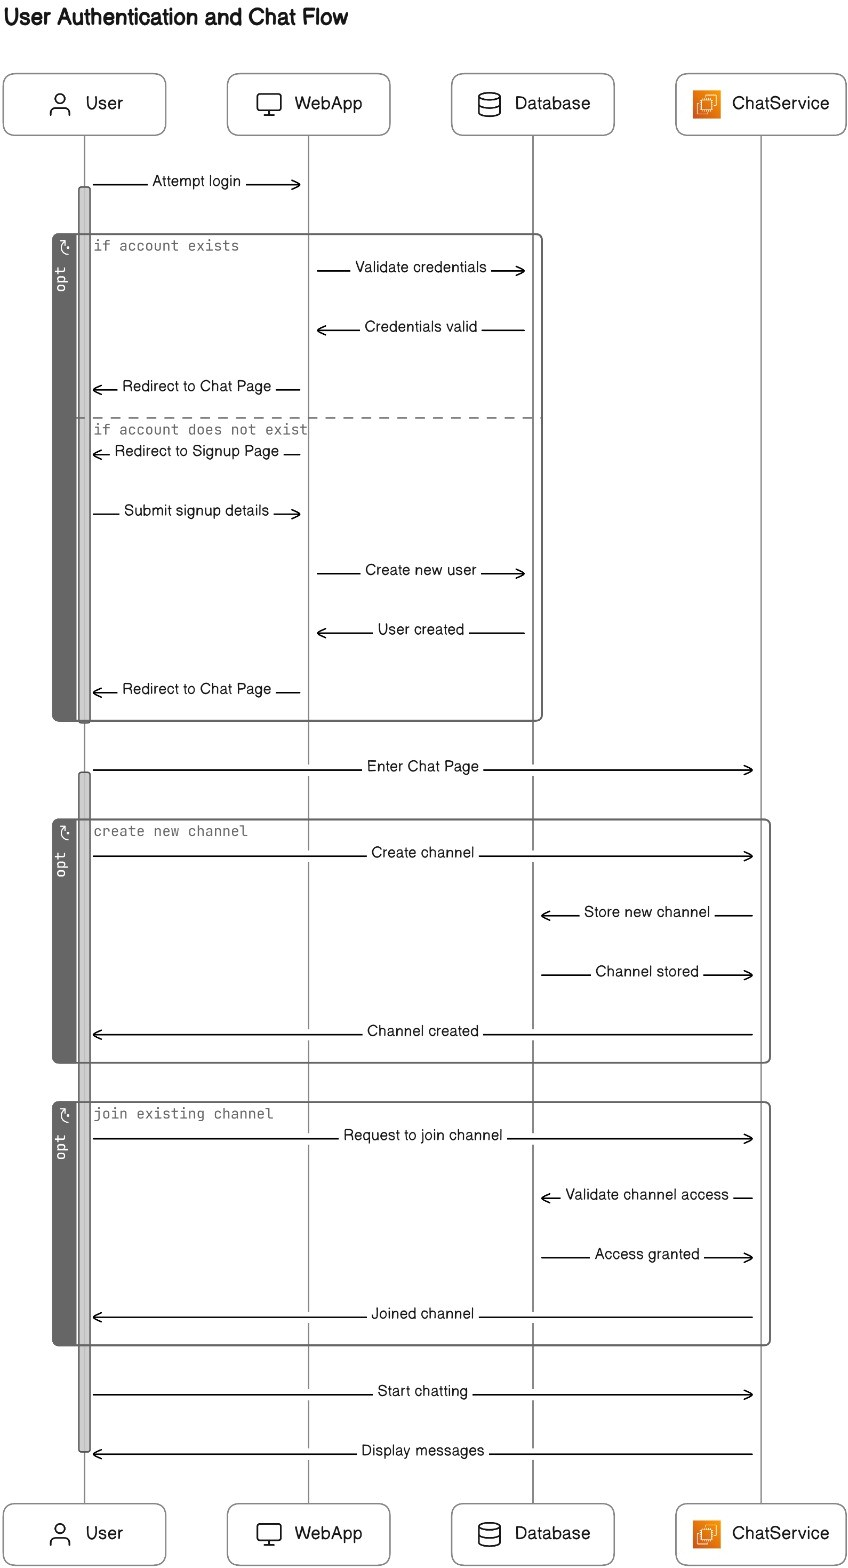 User Authentication and Chat Flow
User
WebApp
Database
ChatService
Attempt login
opt
if account exists
Validate credentials
Credentials valid
Redirect to Chat Page
if account does not exist
Redirect to Signup Page
Submit signup details
Create new user
User created
Redirect to Chat Page
Enter Chat Page
opt
create new channel
Create channel
Store new channel
Channel stored
Channel created
opt
join existing channel
Request to join channel
Validate channel access
Access granted
Joined channel
Start chatting
Display messages
User
WebApp
Database
ChatService